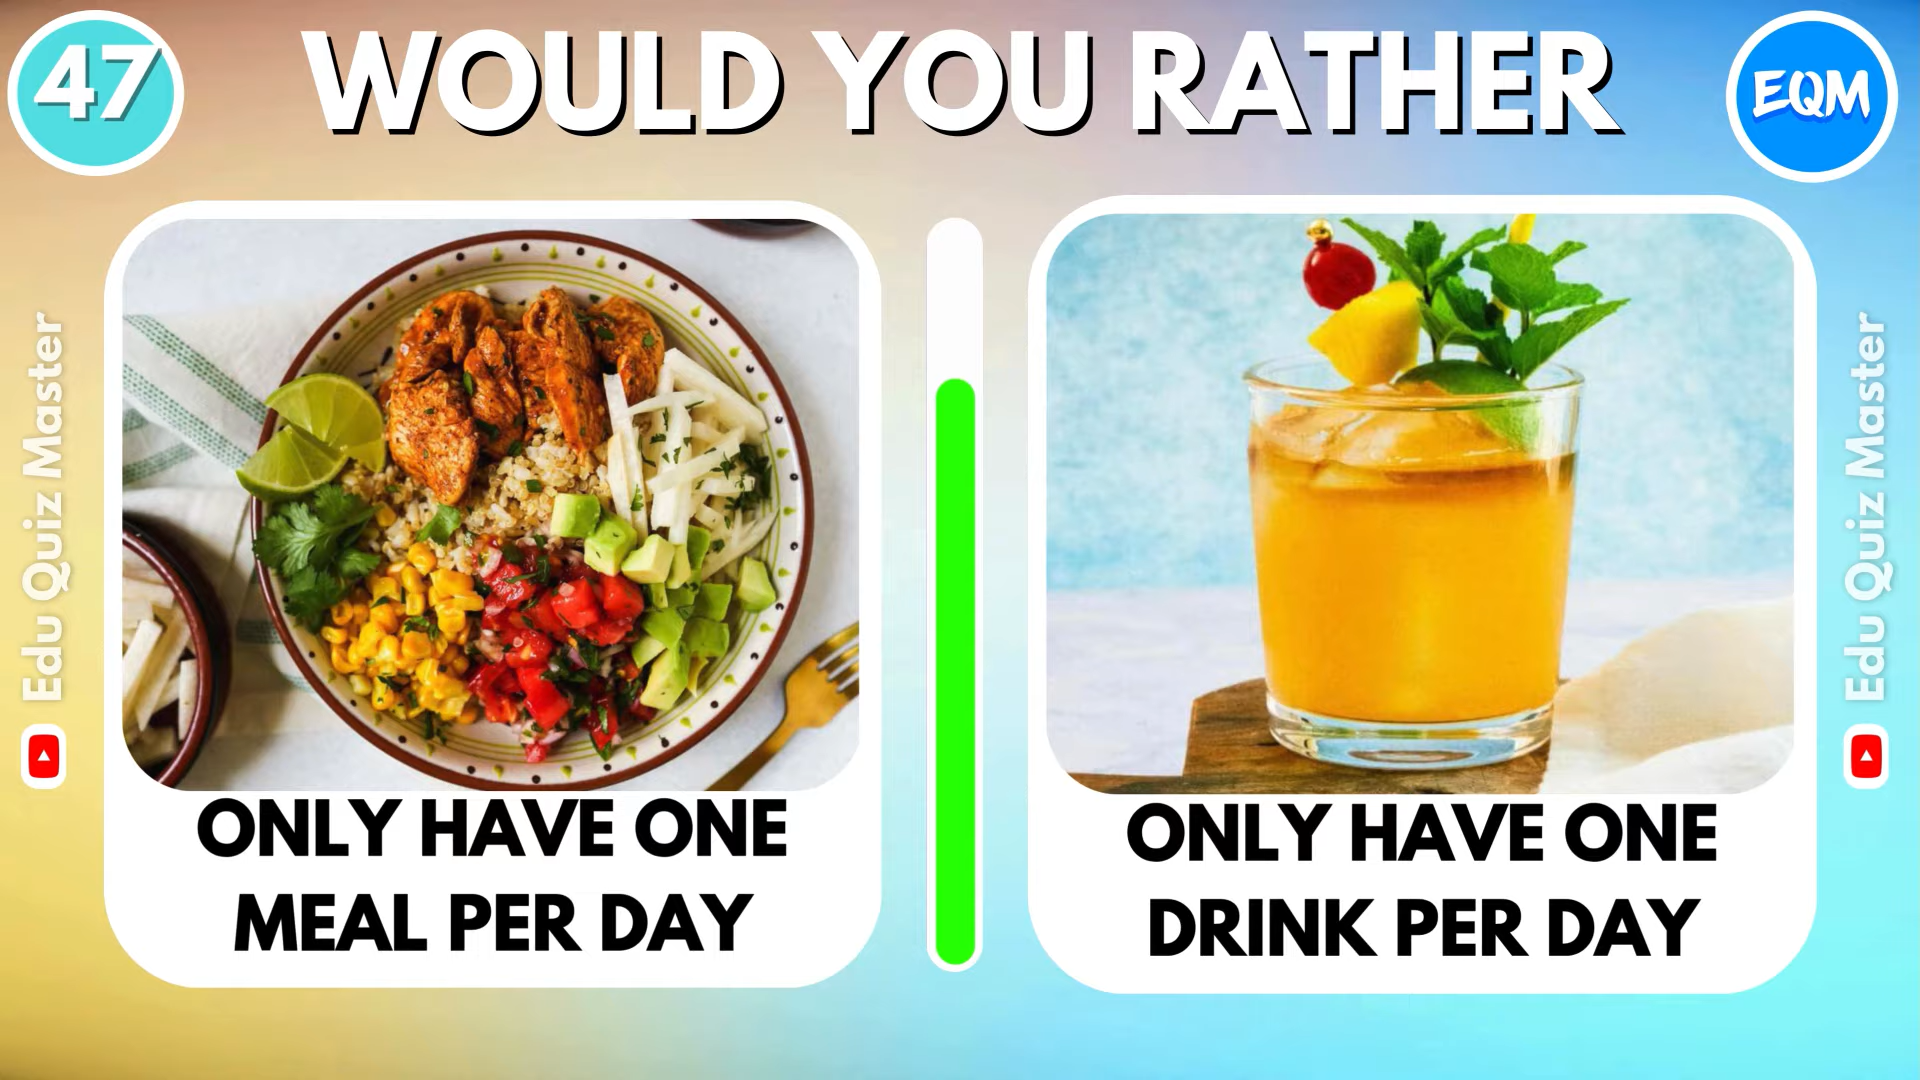 47
WOULD YOU RATHER
EQM
Edu Quiz Master
ONLY HAVE ONE
MEAL PER DAY
ONLY HAVE ONE
DRINK PER DAY
Edu Quiz Master